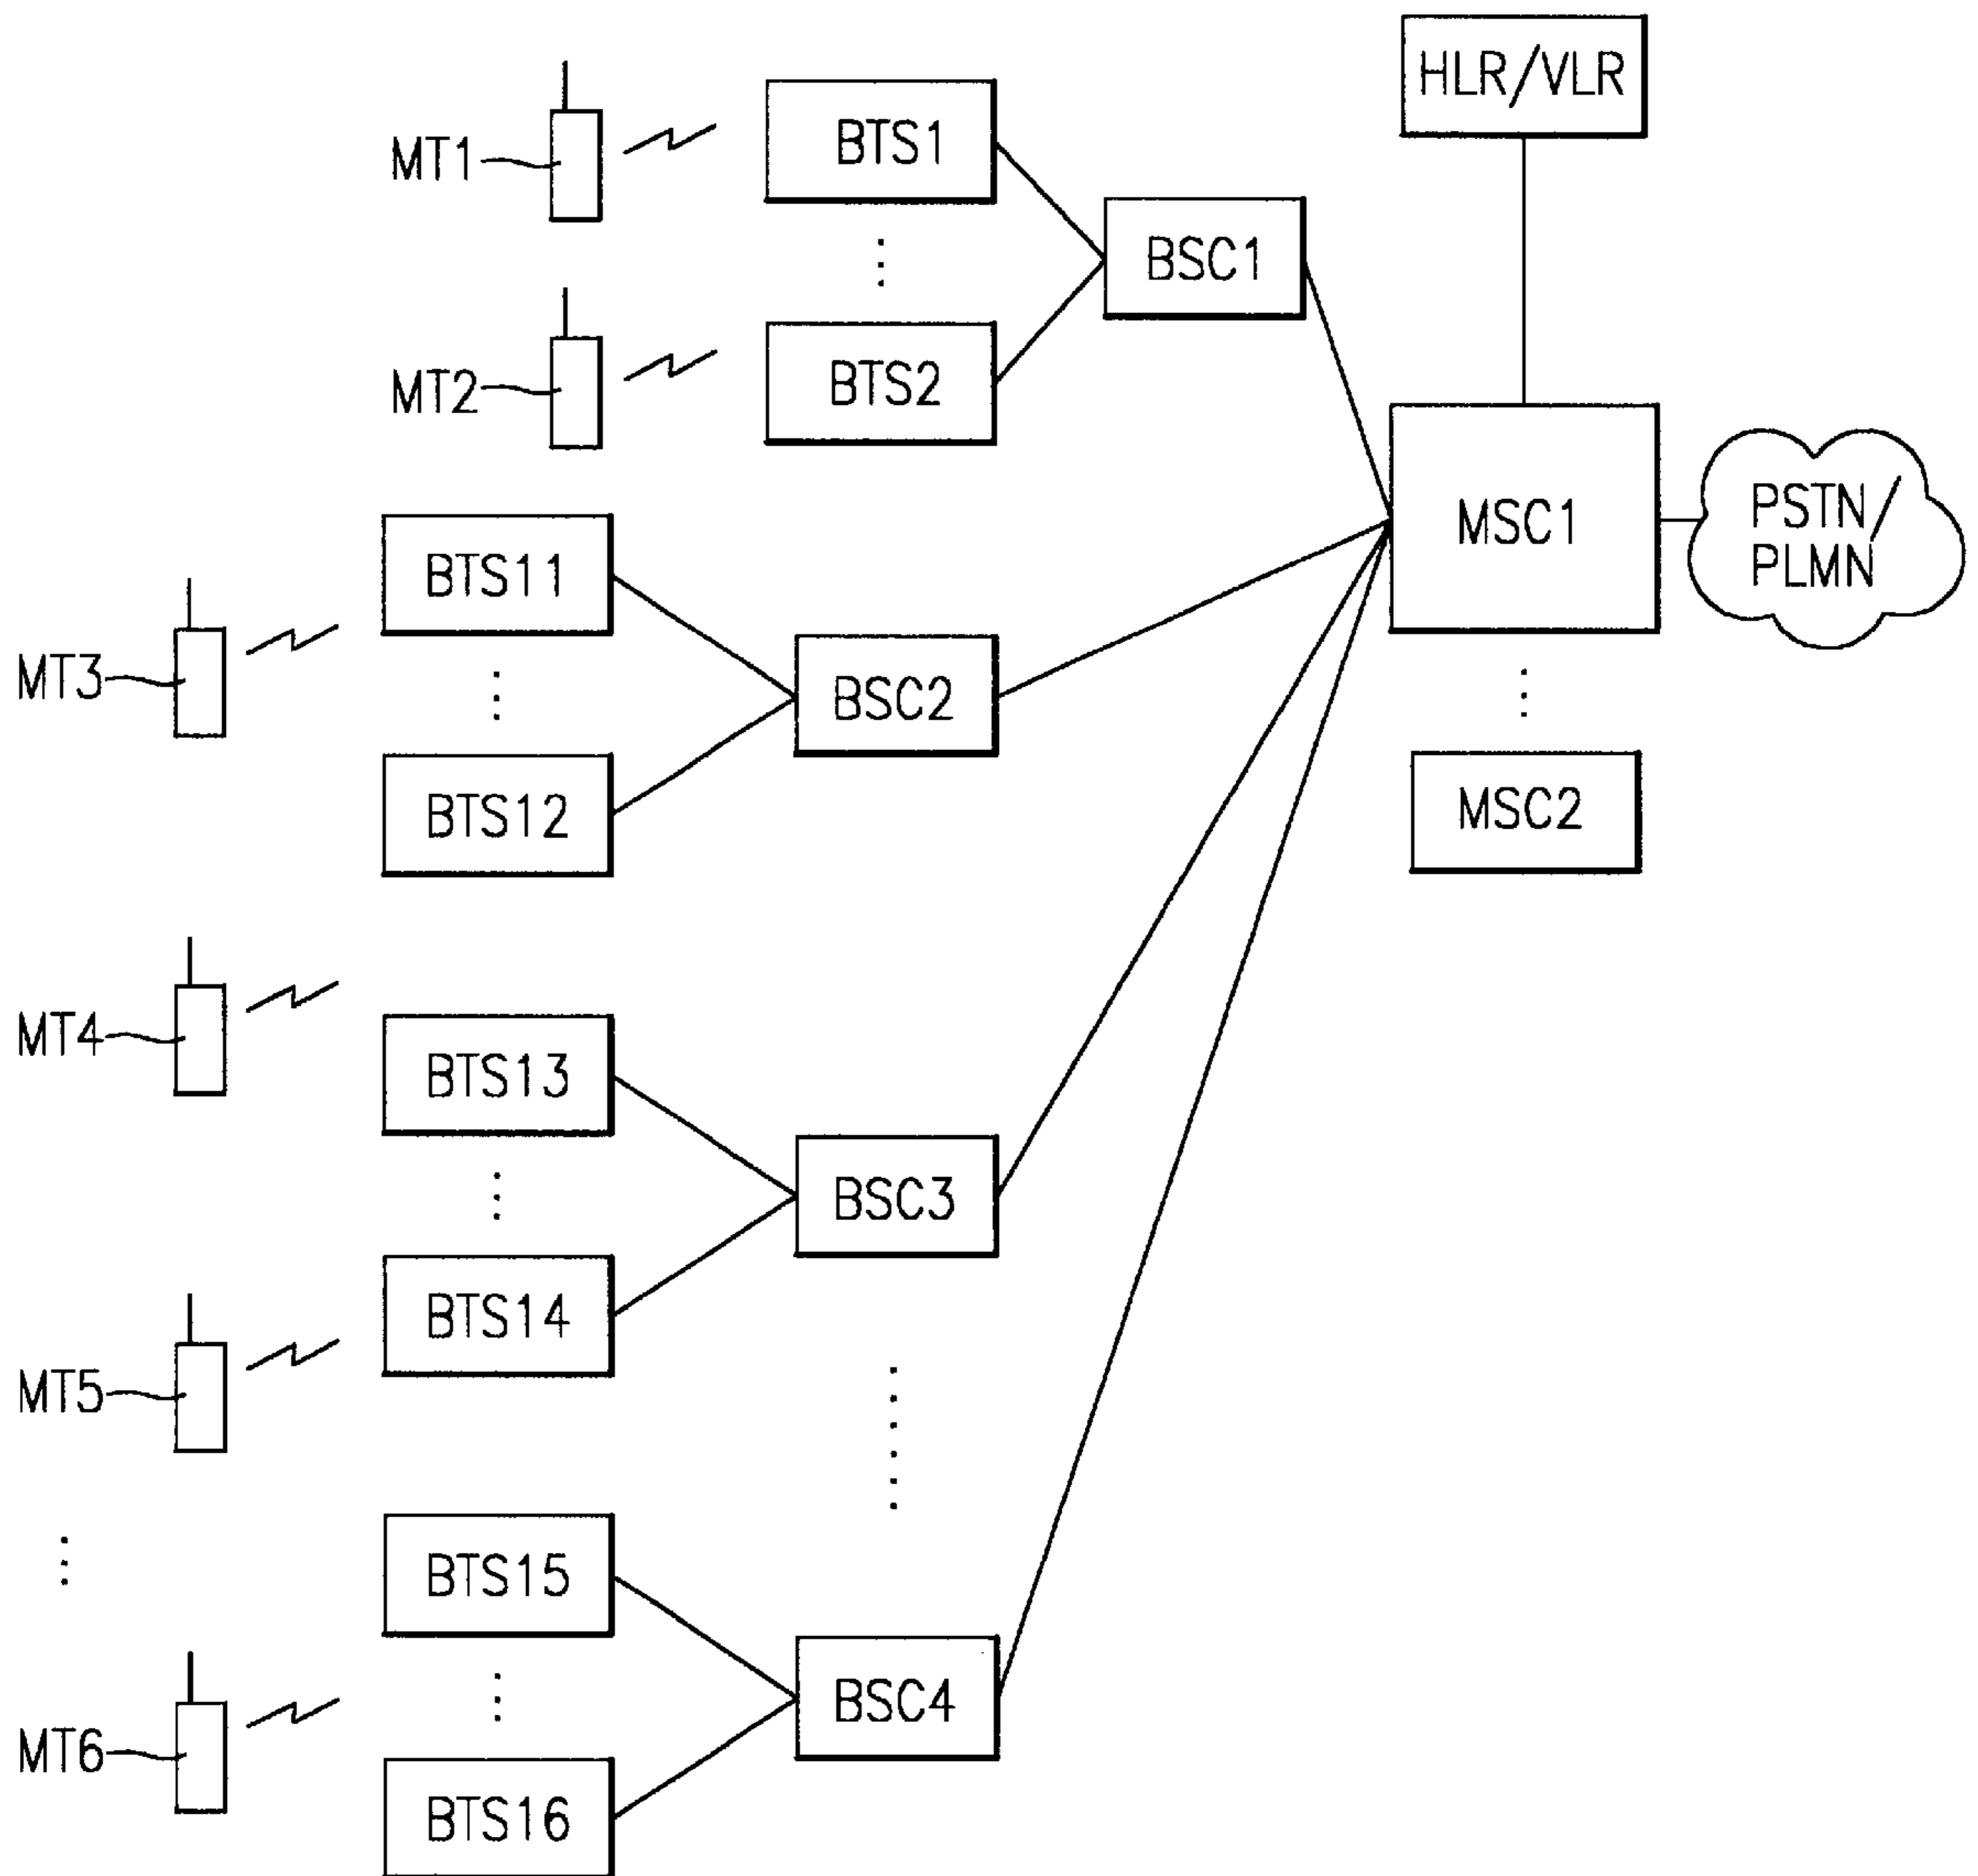 HLR/VLR
MT1
BTS1
BSC1
MT2
BTS2
MSC1
PSTN/
PLMN
BTS11
MT3
BSC2
BTS12
MSC2
MT4
BTS13
BSC3
BTS14
MT5
BTS15
BSC4
MT6
BTS16